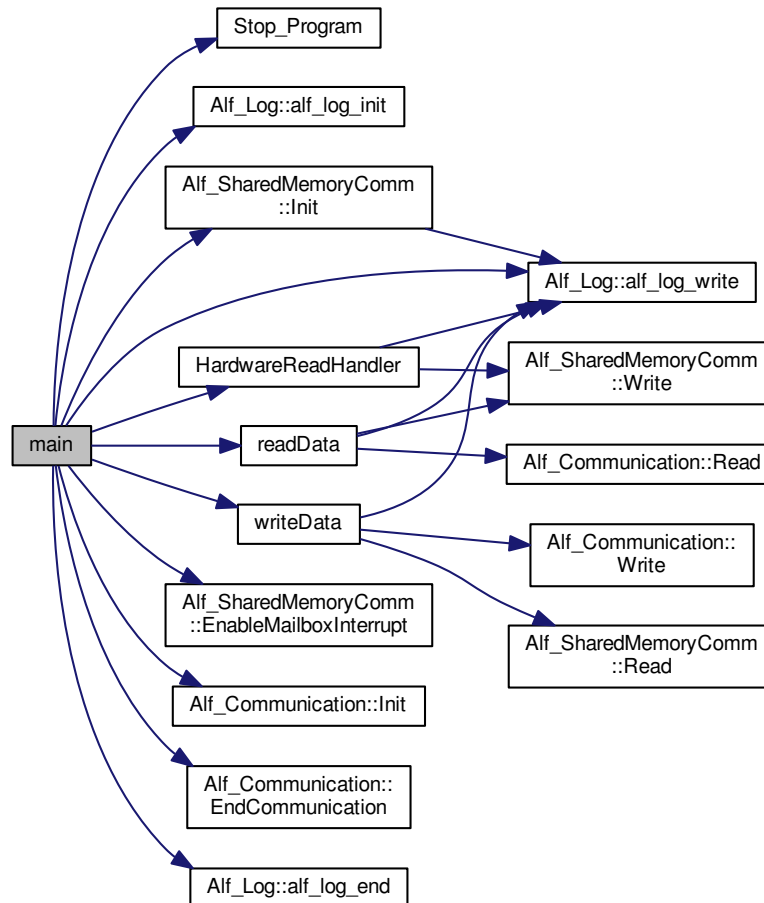 Stop_Program
Alf_Log::alf_log_init
Alf_SharedMemoryComm
::Init
Alf_Log::alf_log_write
HardwareReadHandler
Alf_SharedMemoryComm
::Write
main
readData
Alf_Communication::Read
writeData
Alf_Communication::
Write
Alf_SharedMemoryComm
::EnableMailboxInterrupt
Alf_SharedMemoryComm
::Read
Alf_Communication::Init
Alf_Communication::
EndCommunication
Alf_Log::alf_log_end